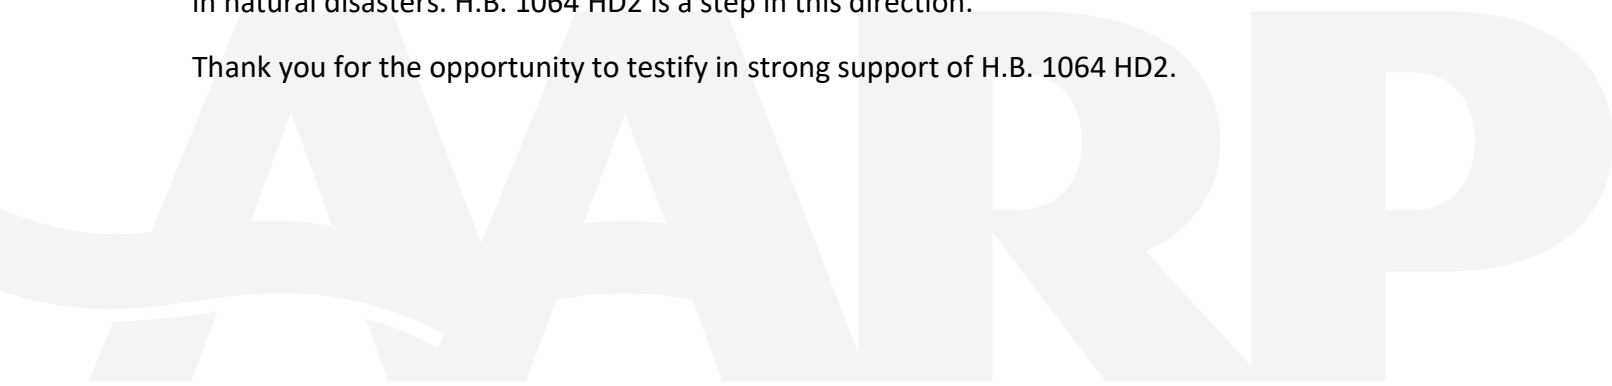 in natural disasters. H.B. 1064 HD2 is a step in this direction.
Thank you for the opportunity to testify in strong support of H.B. 1064 HD2.
AARP